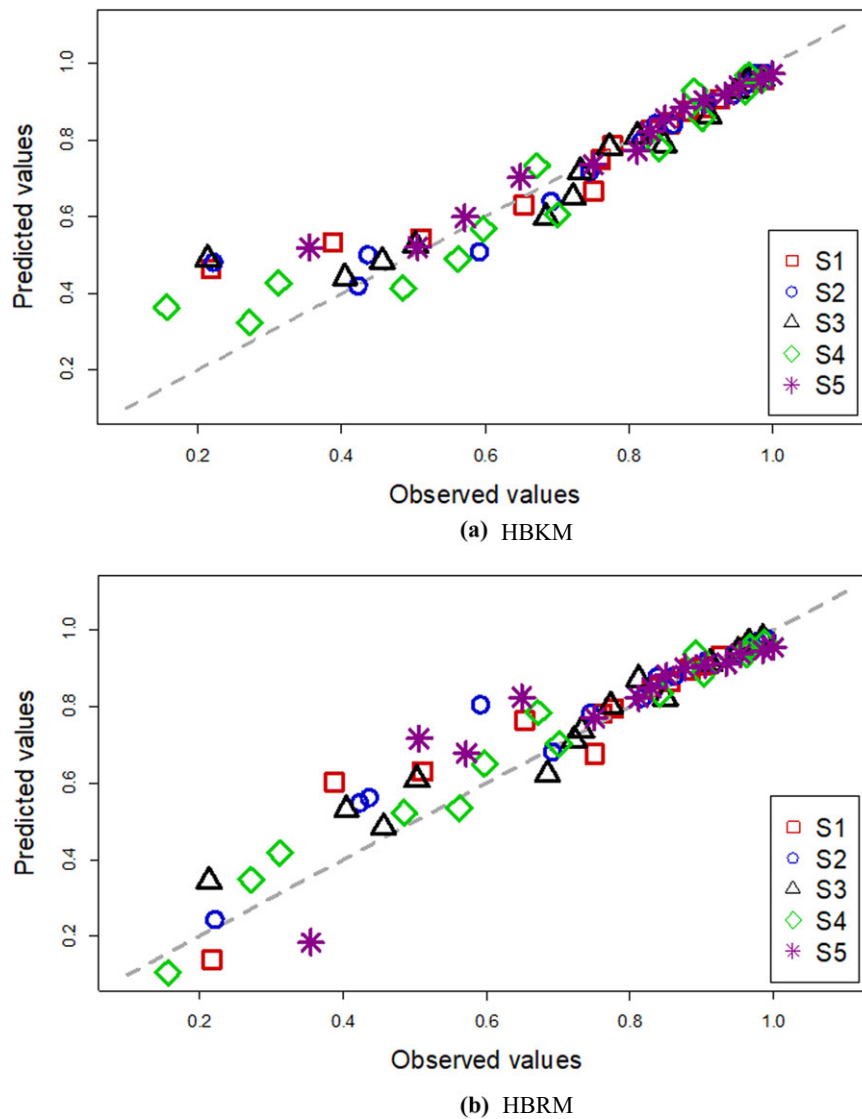 Predicted values
1.0
0.8
0.6
0.4
0.2
S1
S2
S3
S4
S5
0.2 0.4 0.6 0.8 1.0
Observed values
(a) HBKM
Predicted values
1.0
0.8
0.6
0.4
0.2
S1
S2
S3
S4
S5
0.2 0.4 0.6 0.8 1.0
Observed values
(b) HBRM